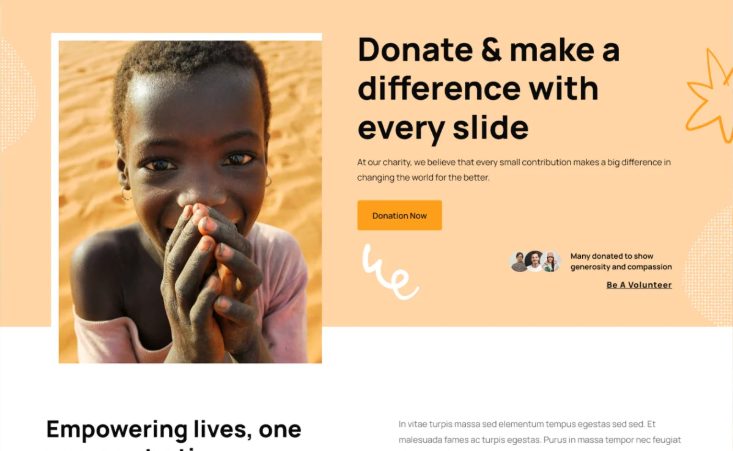 Donate & make a
difference with
every slide
At our charity, we believe that every small contribution makes a big difference in
changing the world for the better.
Donation Now
Many donated to show
generosity and compassion
Be A Volunteer
Empowering lives, one
In vitae turpis massa sed elementum tempus egestas sed sed. Et
malesuada fames ac turpis egestas. Purus in massa tempor nec feugiat